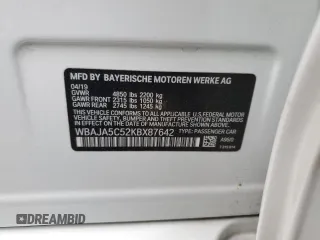 MFD BY BAYERISCHE MOTOREN WERKE AG
04/19
GVWR 4850 lbs 2200 kg
GAWR FRONT 2315 lbs 1050 kg
GAWR REAR 2745 lbs 1245 kg
THIS VEHICLE CONFORMS TO ALL APPLICABLE U.S. FEDERAL MOTOR
VEHICLE SAFETY, BUMPER, AND THEFT PREVENTION STANDARDS
IN EFFECT ON THE DATE OF MANUFACTURE SHOWN ABOVE.
WBAJA5C52KBX87642 TYPE: PASSENGER CAR
DREAMBID